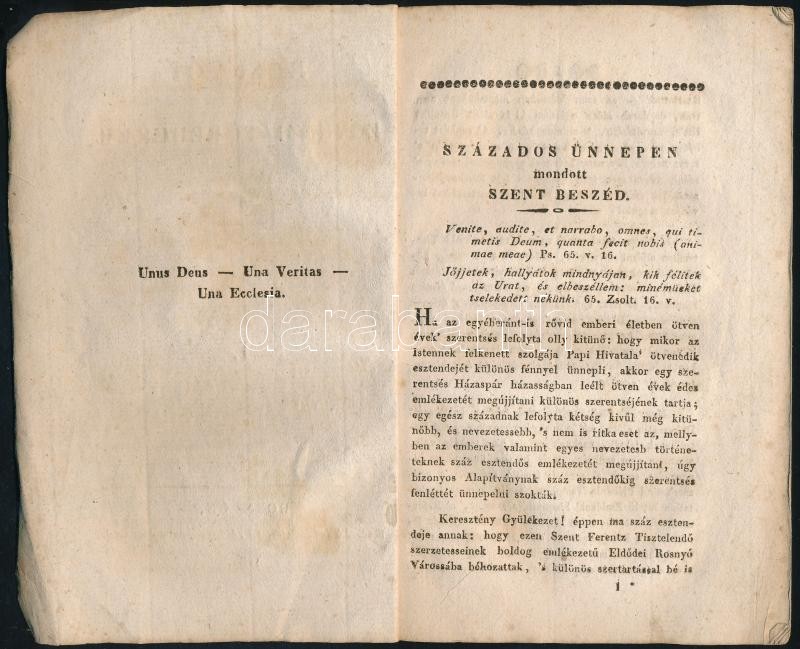 Unus Deus — Una Veritas —
Una Ecclesia.
SZÁZADOS ÜNNEPEN
mondott
SZENT BESZÉD.
Venite, audite, et narrabo, omnes, qui ti-
metis Deum, quanta fecit nobis (ani-
mae meae) Ps. 65. v. 16.
Jőjjetek, hallyátok mindnyájan, kik félitek
az Urat, és elbeszéllem: minémüeket
tselekedett nekünk. 65. Zsolt. 16. v.
Ha az egyébéránt-is rövid emberi életben ötven
évek' szerentsés lefolyta olly kitünő: hogy mikor az
Istennek felkenett szolgája Papi Hivatala' ötvenedik
esztendejét különös fénnyel ünnepli, akkor egy sze-
rentsés Házaspár házasságban leélt ötven évek édes
emlékezetét megújjítani különös szerentséjének tartja;
egy egész századnak lefolyta kétség kivűl még kitü-
nőbb, és nevezetessebb, 's nem is ritka eset az, melly-
ben az emberek valamint egyes nevezetesb történe-
teknek száz esztendős emlékezetét megújjítani, úgy
bizonyos Alapítványnak száz esztendőkig szerentsés
fenléttét ünnepelni szokták.
Keresztény Gyülekezet! éppen ma száz eszten-
deje annak: hogy ezen Szent Ferentz Tisztelendő
szerzetesseinek boldog emlékezetű Eldődei Rosnyó
Várossába béhozattak, 's különös szertartással bé is
1 *
darabanth.com